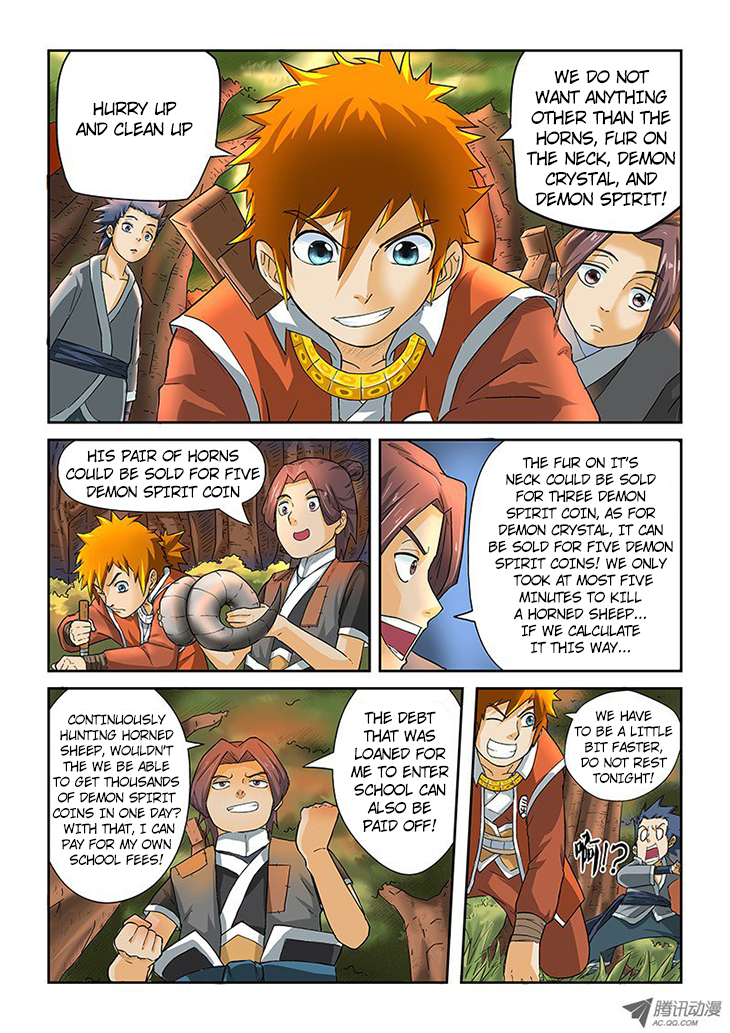 HURRY UP
AND CLEAN UP
WE DO NOT
WANT ANYTHING
OTHER THAN THE
HORNS, FUR ON
THE NECK, DEMON
CRYSTAL, AND
DEMON SPIRIT!
HIS PAIR OF HORNS
COULD BE SOLD FOR FIVE
DEMON SPIRIT COIN
THE FUR ON IT'S
NECK COULD BE SOLD
FOR THREE DEMON
SPIRIT COIN, AS FOR
DEMON CRYSTAL, IT CAN
BE SOLD FOR FIVE DEMON
SPIRIT COINS! WE ONLY
TOOK AT MOST FIVE
MINUTES TO KILL
A HORNED SHEEP...
IF WE CALCULATE
IT THIS WAY...
CONTINUOUSLY
HUNTING HORNED
SHEEP, WOULDN'T
THE WE BE ABLE
TO GET THOUSANDS
OF DEMON SPIRIT
COINS IN ONE DAY?
WITH THAT, I CAN
PAY FOR MY OWN
SCHOOL FEES!
THE DEBT
THAT WAS
LOANED FOR
ME TO ENTER
SCHOOL CAN
ALSO BE
PAID OFF!
WE HAVE
TO BE A LITTLE
BIT FASTER,
DO NOT REST
TONIGHT!
啊!?
腾讯动漫
AC.QQ.COM